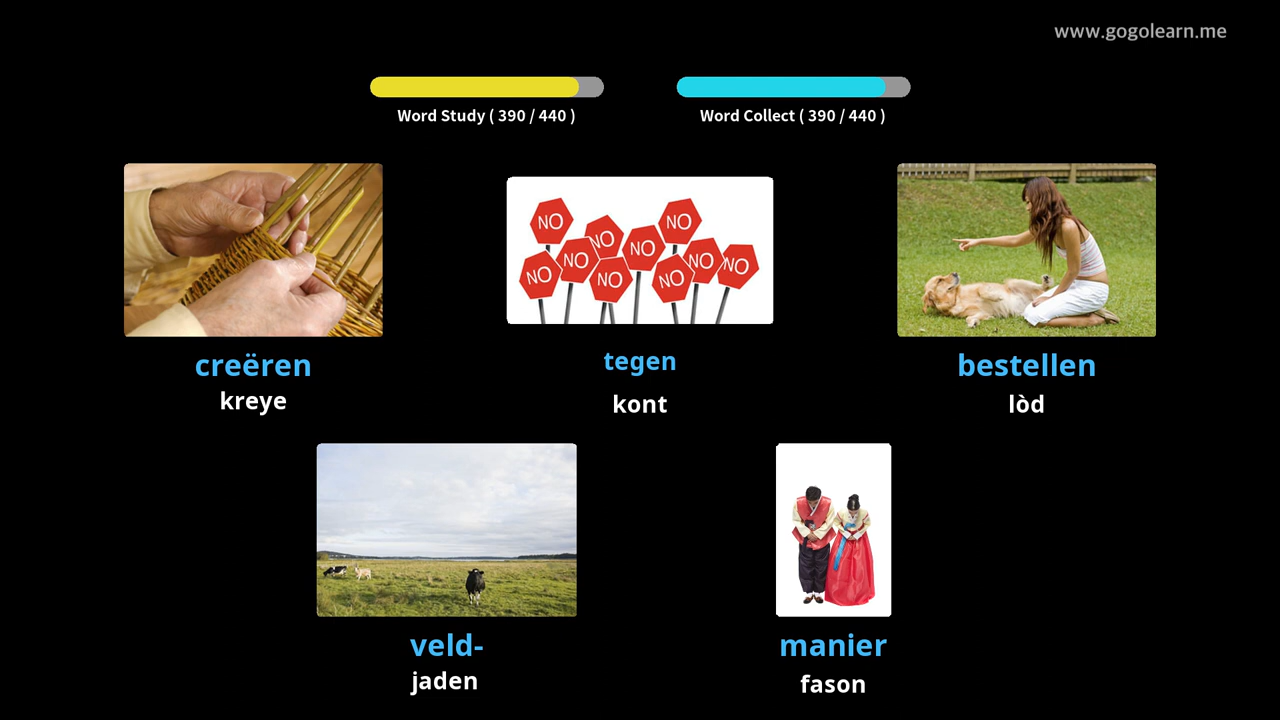 www.gogolearn.me
Word Study ( 390 / 440 )
Word Collect ( 390 / 440 )
NO NO NO NO NO NO NO NO NO NO
creëren
kreye
tegen
kont
bestellen
lòd
veld-
jaden
manier
fason